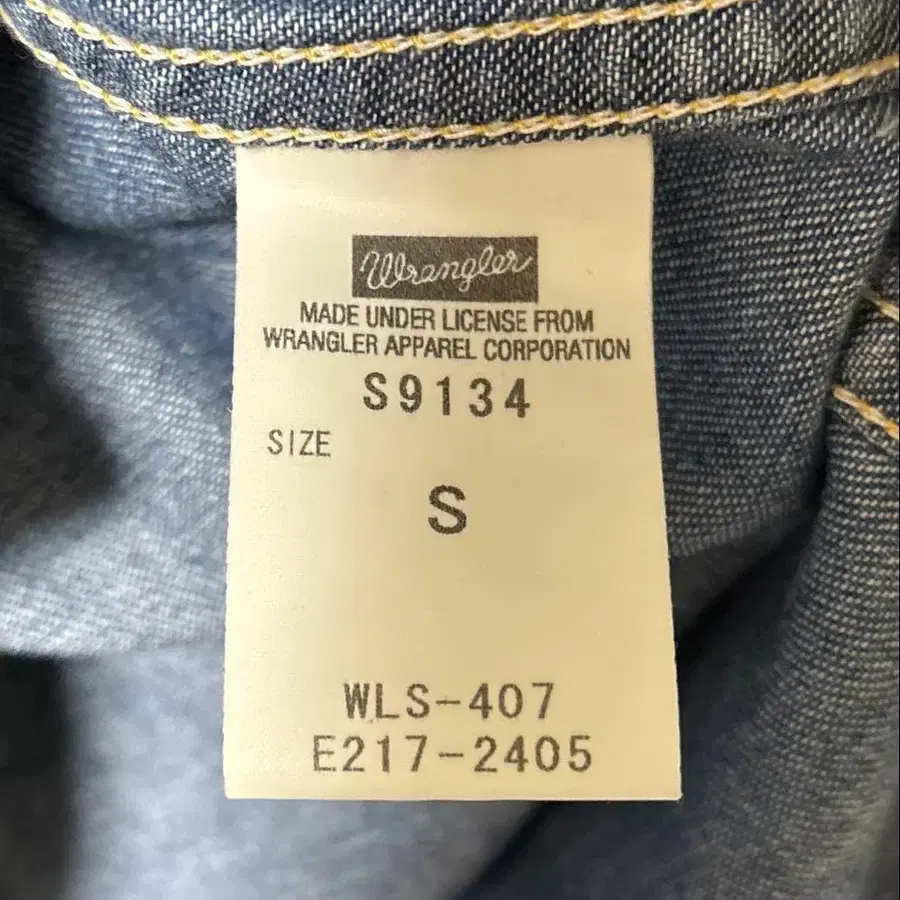 Wrangler
MADE UNDER LICENSE FROM
WRANGLER APPAREL CORPORATION
S9134
SIZE
S
WLS-407
E217-2405